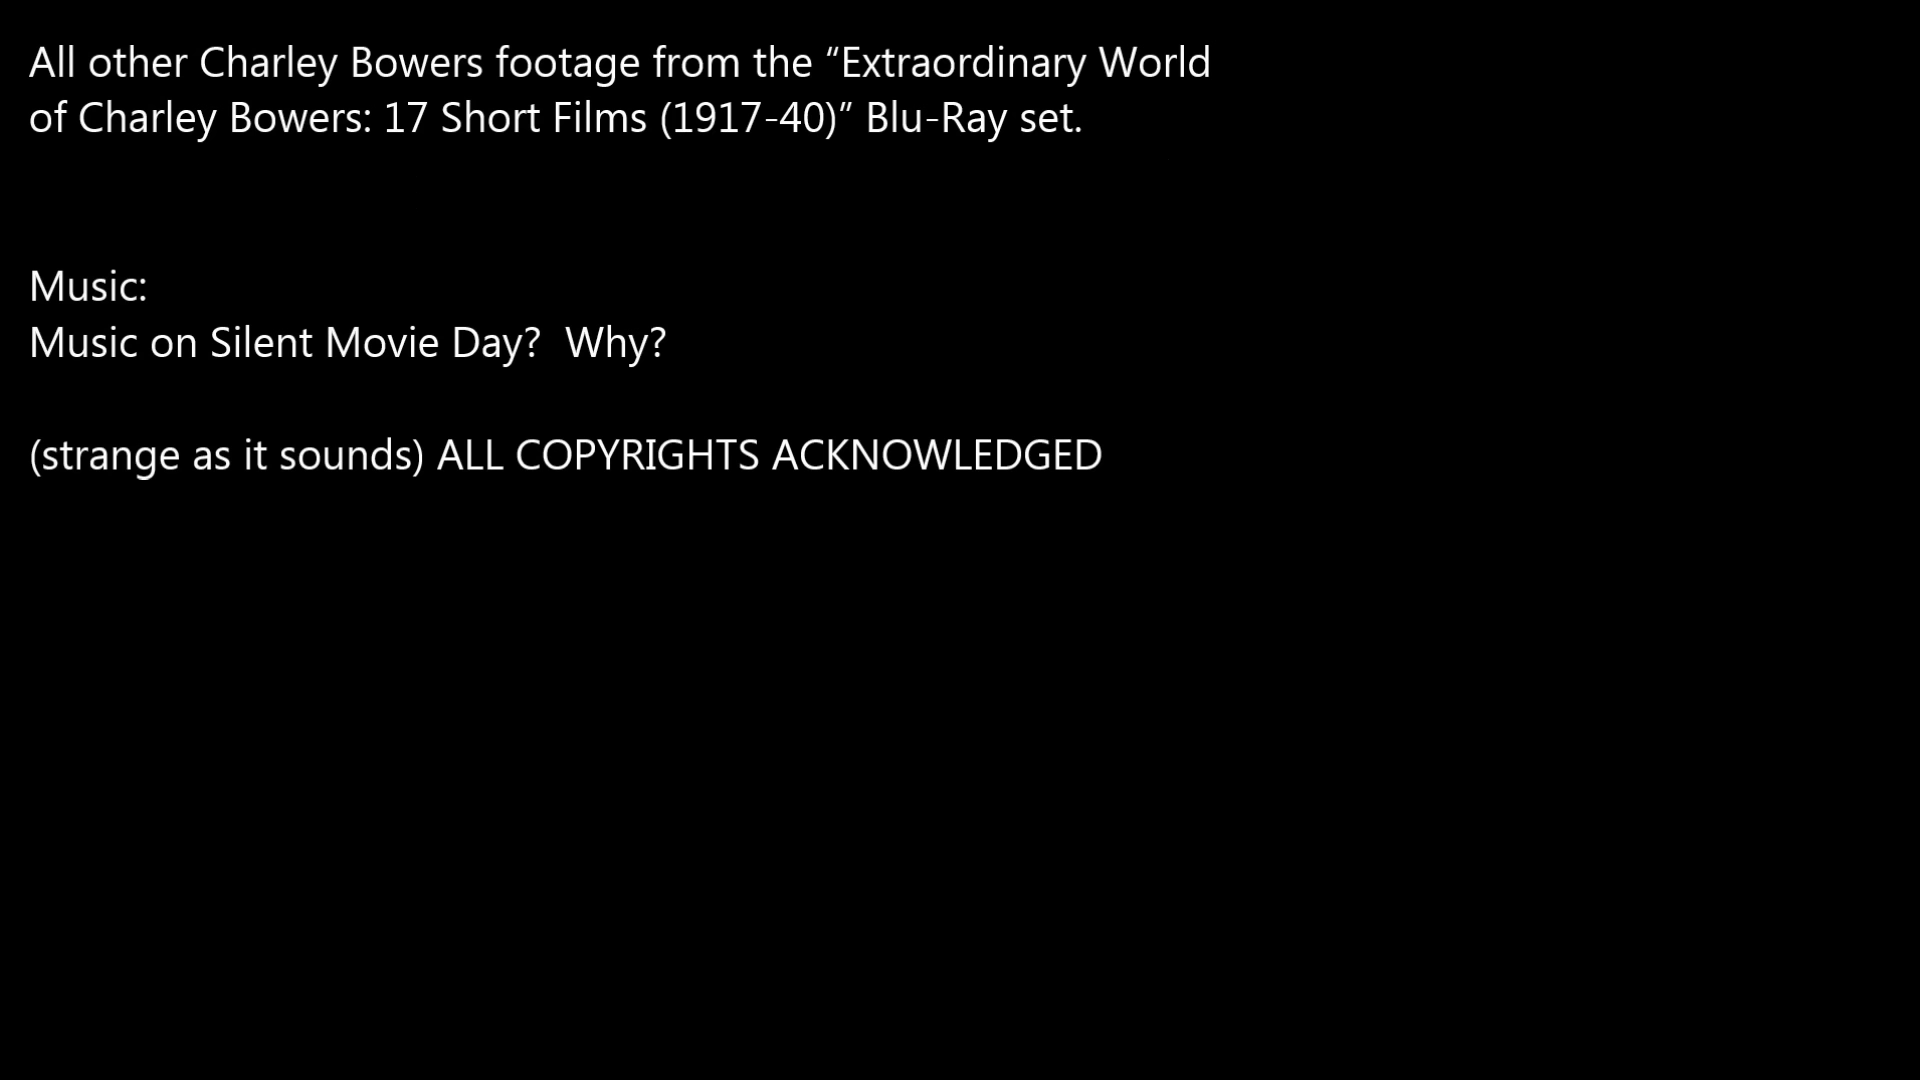 All other Charley Bowers footage from the “Extraordinary World
of Charley Bowers: 17 Short Films (1917-40)” Blu-Ray set.
Music:
Music on Silent Movie Day?  Why?
(strange as it sounds) ALL COPYRIGHTS ACKNOWLEDGED